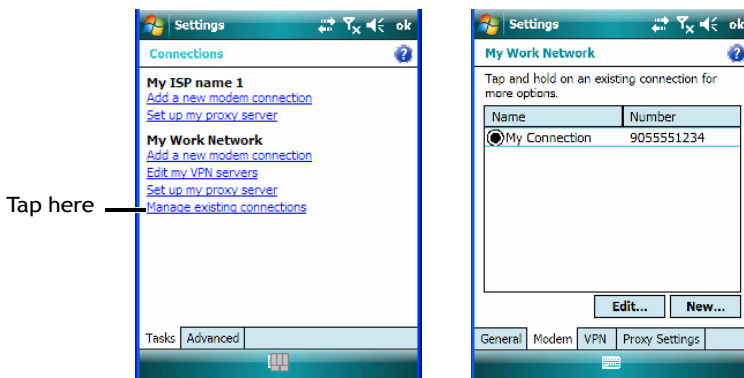 Settings ok
Connections
My ISP name 1
Add a new modem connection
Set up my proxy server
My Work Network
Add a new modem connection
Edit my VPN servers
Set up my proxy server
Manage existing connections
Tap here
Tasks Advanced
Settings ok
My Work Network
Tap and hold on an existing connection for
more options.
Name Number
My Connection 9055551234
Edit... New...
General Modem VPN Proxy Settings